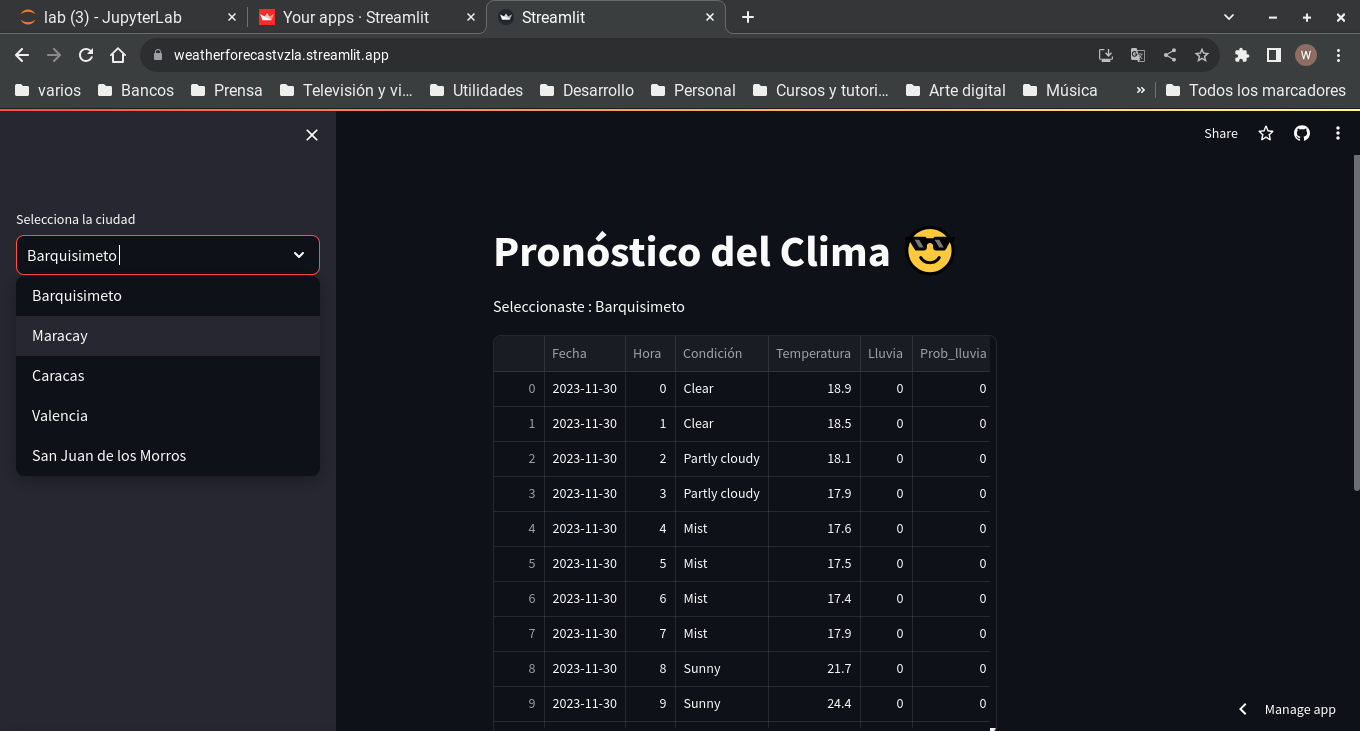 lab (3) - JupyterLab
Your apps · Streamlit
Streamlit
weatherforecastvzla.streamlit.app
W
varios
Bancos
Prensa
Televisión y vi...
Utilidades
Desarrollo
Personal
Cursos y tutori...
Arte digital
Música
»
Todos los marcadores
Share
Selecciona la ciudad
Barquisimeto
Barquisimeto
Maracay
Caracas
Valencia
San Juan de los Morros
Pronóstico del Clima 😎
Seleccionaste : Barquisimeto
Fecha Hora Condición Temperatura Lluvia Prob_lluvia
0 2023-11-30 0 Clear 18.9 0 0
1 2023-11-30 1 Clear 18.5 0 0
2 2023-11-30 2 Partly cloudy 18.1 0 0
3 2023-11-30 3 Partly cloudy 17.9 0 0
4 2023-11-30 4 Mist 17.6 0 0
5 2023-11-30 5 Mist 17.5 0 0
6 2023-11-30 6 Mist 17.4 0 0
7 2023-11-30 7 Mist 17.9 0 0
8 2023-11-30 8 Sunny 21.7 0 0
9 2023-11-30 9 Sunny 24.4 0 0
Manage app